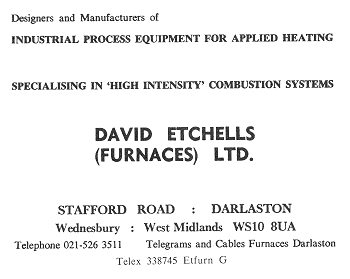 Designers and Manufacturers of
INDUSTRIAL PROCESS EQUIPMENT FOR APPLIED HEATING
SPECIALISING IN 'HIGH INTENSITY' COMBUSTION SYSTEMS
DAVID ETCHELLS
(FURNACES) LTD.
STAFFORD ROAD : DARLASTON
Wednesbury : West Midlands WS10 8UA
Telephone 021-526 3511 Telegrams and Cables Furnaces Darlaston
Telex 338745 Etfurn G